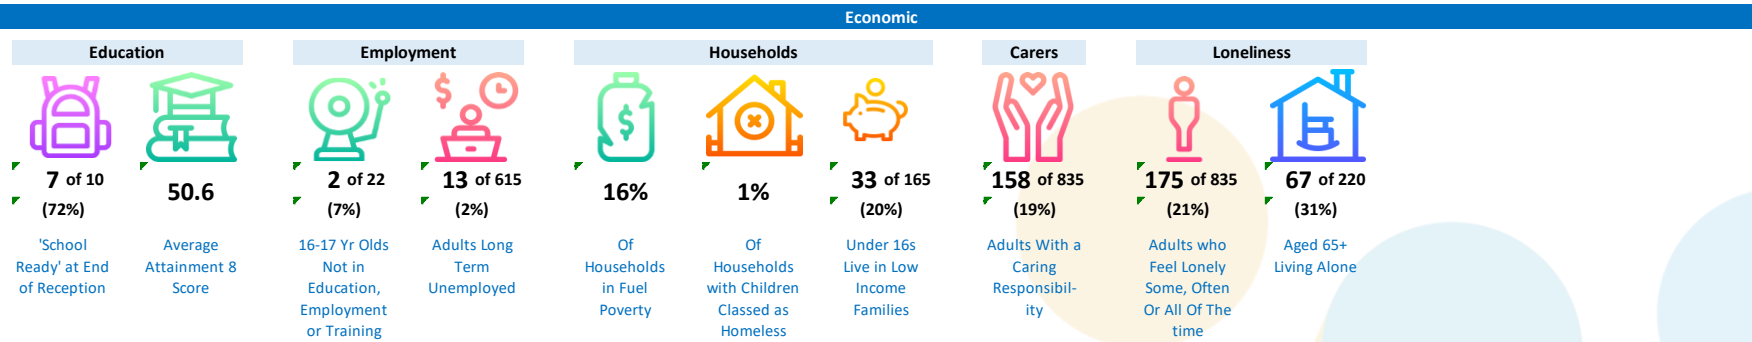 Economic
Education
Employment
Households
Carers
Loneliness
7 of 10
(72%)
'School
Ready' at End
of Reception
50.6
Average
Attainment 8
Score
2 of 22
(7%)
16-17 Yr Olds
Not in
Education,
Employment
or Training
13 of 615
(2%)
Adults Long
Term
Unemployed
16%
Of
Households
in Fuel
Poverty
1%
Of
Households
with Children
Classed as
Homeless
33 of 165
(20%)
Under 16s
Live in Low
Income
Families
158 of 835
(19%)
Adults With a
Caring
Responsibil-
ity
175 of 835
(21%)
Adults who
Feel Lonely
Some, Often
Or All Of The
time
67 of 220
(31%)
Aged 65+
Living Alone